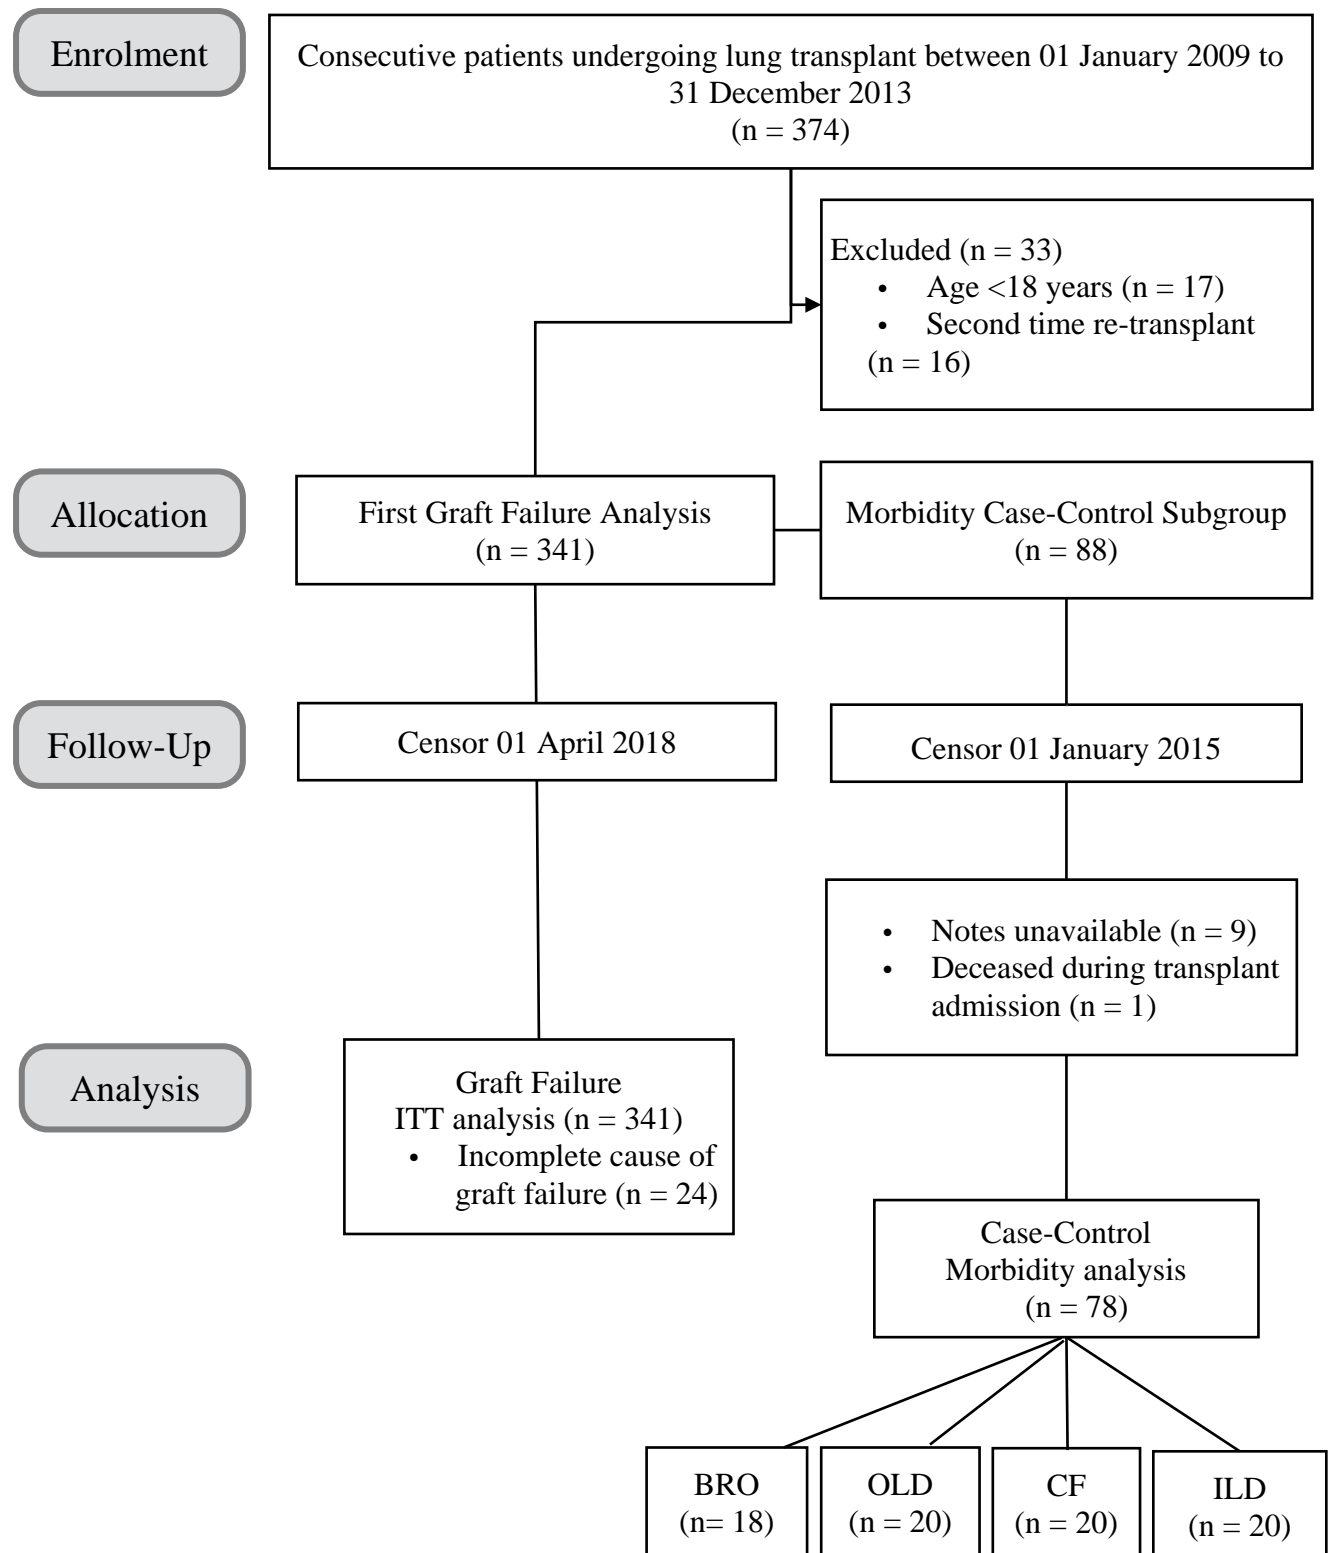 Enrolment
Consecutive patients undergoing lung transplant between 01 January 2009 to
31 December 2013
(n = 374)
Excluded (n = 33)
• Age <18 years (n = 17)
• Second time re-transplant
(n = 16)
Allocation
First Graft Failure Analysis
(n = 341)
Morbidity Case-Control Subgroup
(n = 88)
Follow-Up
Censor 01 April 2018
Censor 01 January 2015
• Notes unavailable (n = 9)
• Deceased during transplant
admission (n = 1)
Analysis
Graft Failure
ITT analysis (n = 341)
• Incomplete cause of
graft failure (n = 24)
Case-Control
Morbidity analysis
(n = 78)
BRO
(n= 18)
OLD
(n = 20)
CF
(n = 20)
ILD
(n = 20)